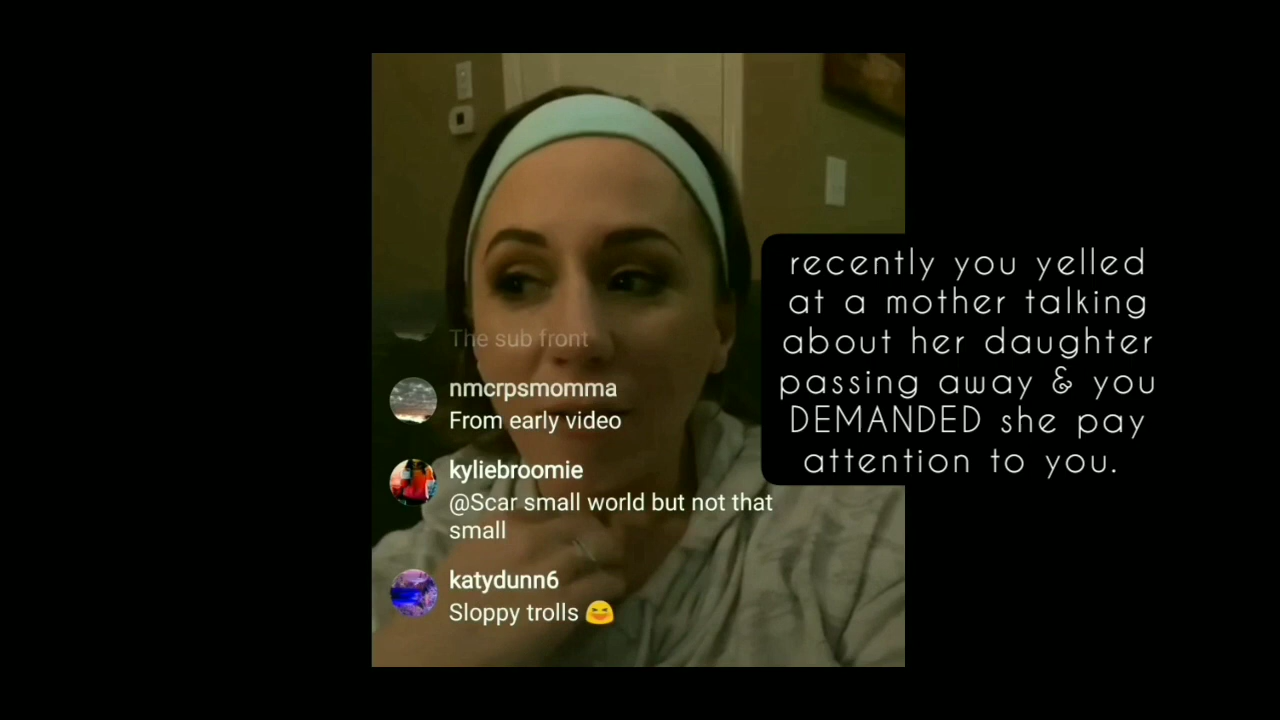 The sub front
nmcrpsmomma
From early video
kyliebroomie
@Scar small world but not that
small
katydunn6
Sloppy trolls 😆
recently you yelled
at a mother talking
about her daughter
passing away & you
DEMANDED she pay
attention to you.